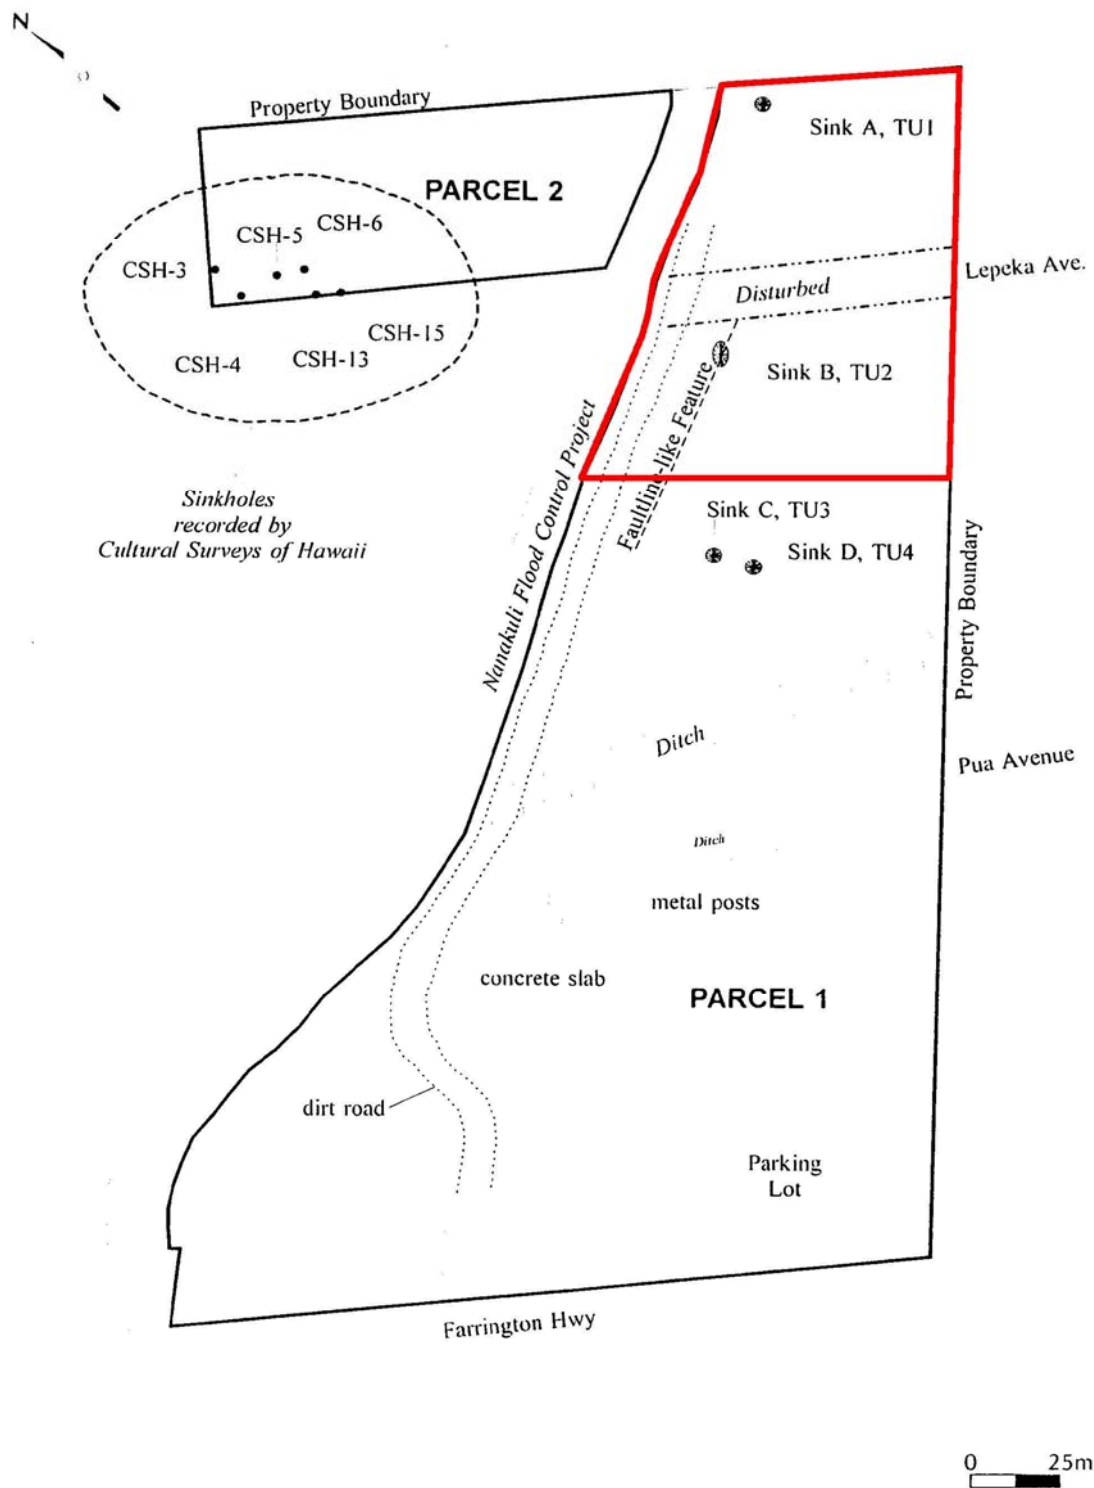 N
Property Boundary
Sink A, TU1
PARCEL 2
CSH-6
CSH-5
CSH-3
Lepeka Ave.
Disturbed
CSH-15
CSH-13
CSH-4
Sink B, TU2
Faultline-like Feature
Nanakuli Flood Control Project
Sinkholes
recorded by
Cultural Surveys of Hawaii
Sink C, TU3
Sink D, TU4
Property Boundary
Ditch
Pua Avenue
Ditch
metal posts
concrete slab
PARCEL 1
dirt road
Parking
Lot
Farrington Hwy
0 25m